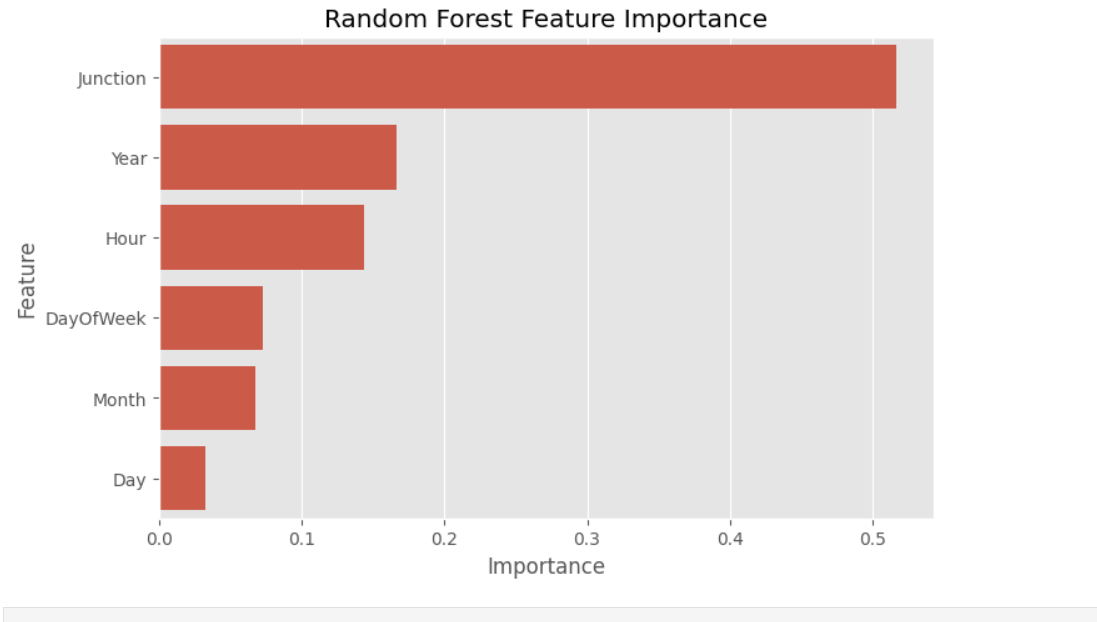 Random Forest Feature Importance
Junction
Year
Hour
DayOfWeek
Month
Day
Feature
0.0 0.1 0.2 0.3 0.4 0.5
Importance